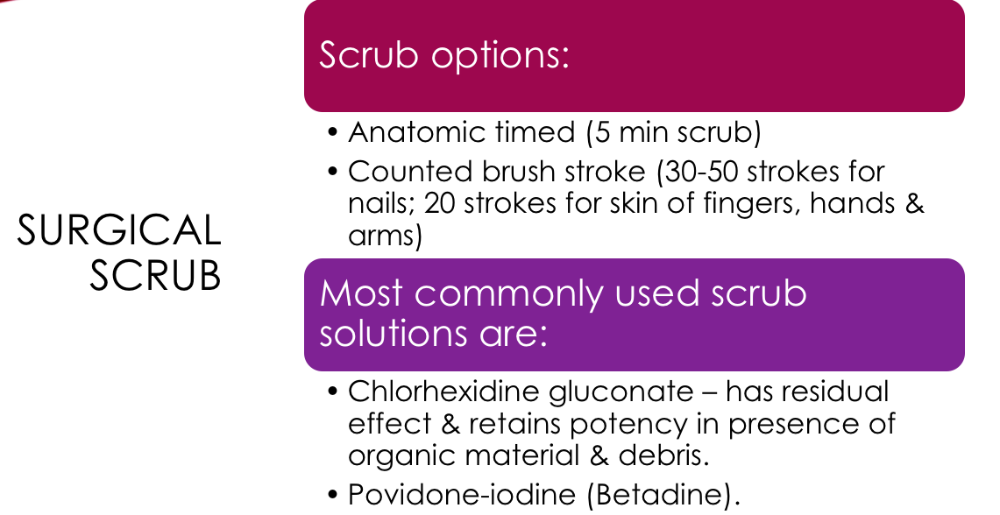 SURGICAL
SCRUB
Scrub options:
• Anatomic timed (5 min scrub)
• Counted brush stroke (30-50 strokes for
nails; 20 strokes for skin of fingers, hands &
arms)
Most commonly used scrub
solutions are:
• Chlorhexidine gluconate – has residual
effect & retains potency in presence of
organic material & debris.
• Povidone-iodine (Betadine).